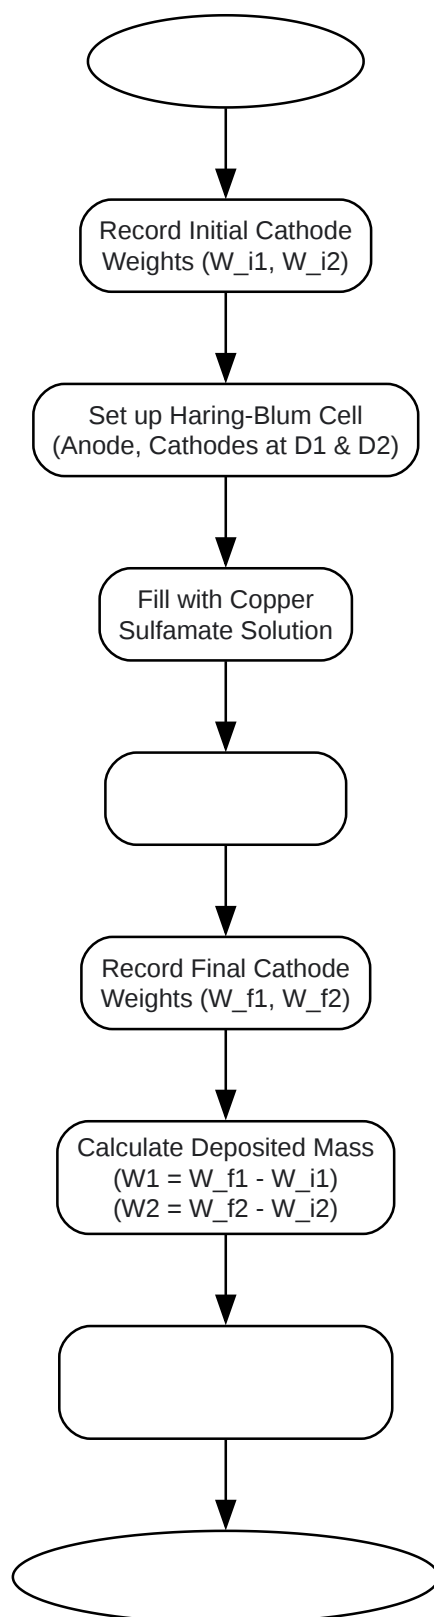 Record Initial Cathode
Weights (W_i1, W_i2)
Set up Haring-Blum Cell
(Anode, Cathodes at D1 & D2)
Fill with Copper
Sulfamate Solution
Record Final Cathode
Weights (W_f1, W_f2)
Calculate Deposited Mass
(W1 = W_f1 - W_i1)
(W2 = W_f2 - W_i2)